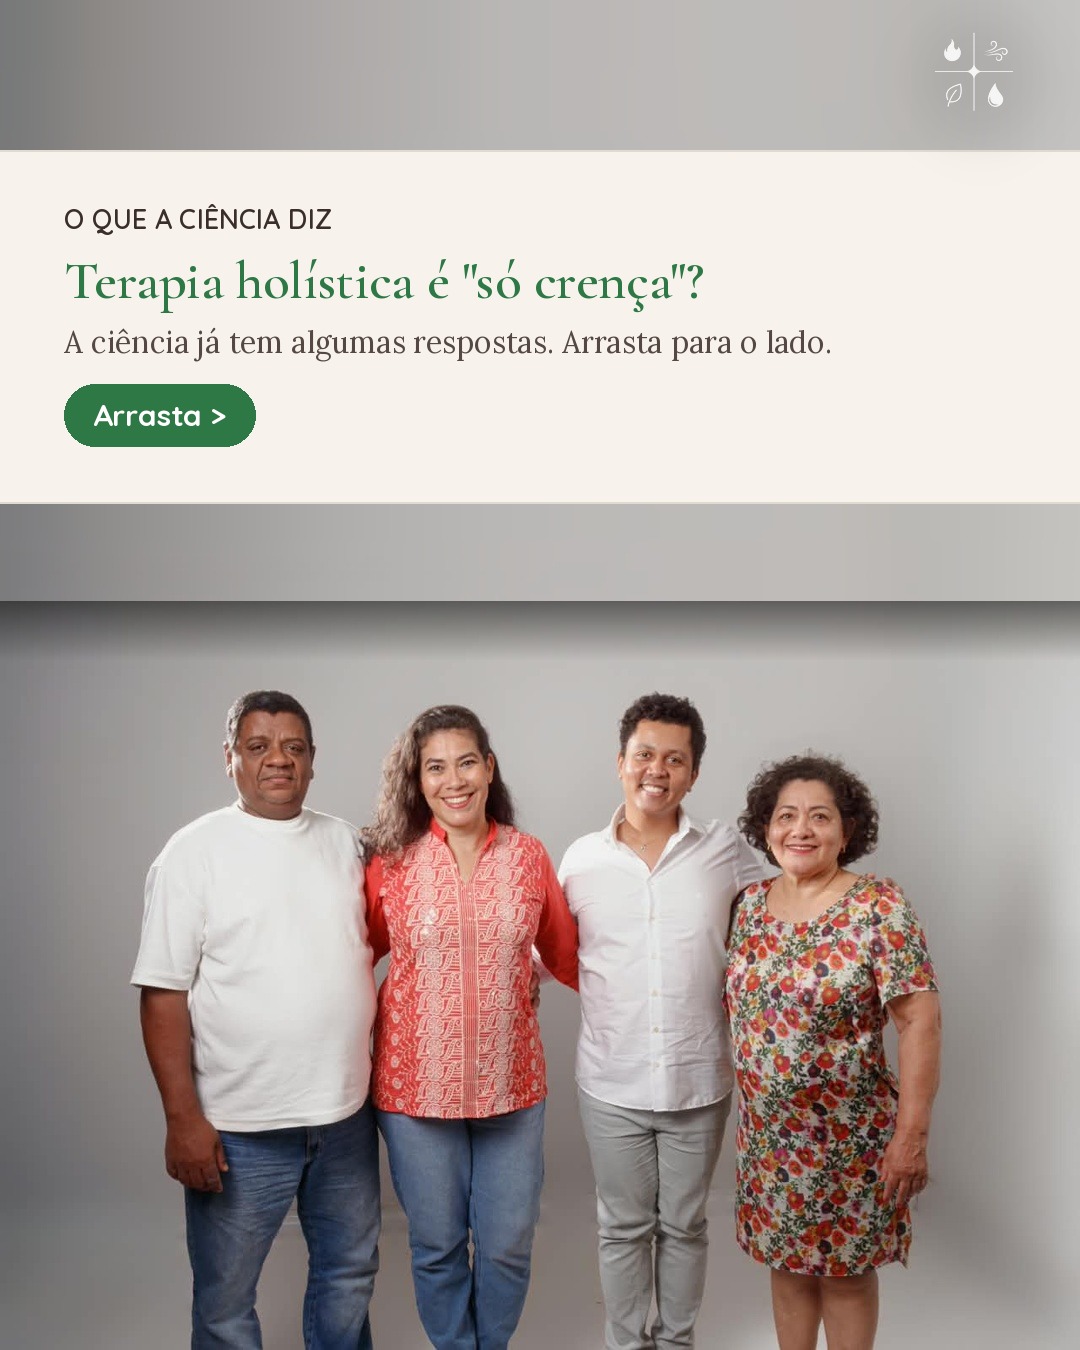 O QUE A CIÊNCIA DIZ
Terapia holística é "só crença"?
A ciência já tem algumas respostas. Arrasta para o lado.
Arrasta >